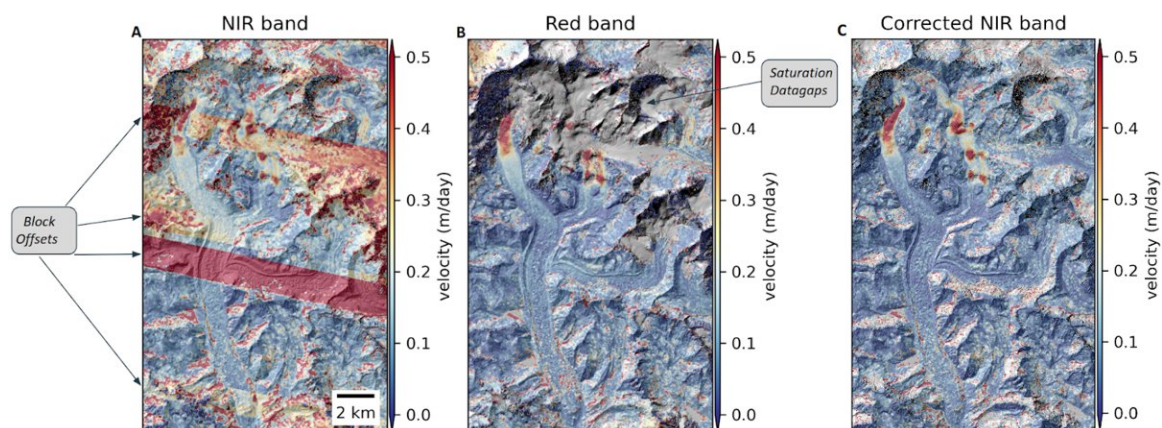 A
NIR band
B
Red band
C
Corrected NIR band
Block
Offsets
2 km
0.5
0.4
0.3
0.2
0.1
0.0
velocity (m/day)
Saturation
Datagaps
0.5
0.4
0.3
0.2
0.1
0.0
velocity (m/day)
0.5
0.4
0.3
0.2
0.1
0.0
velocity (m/day)